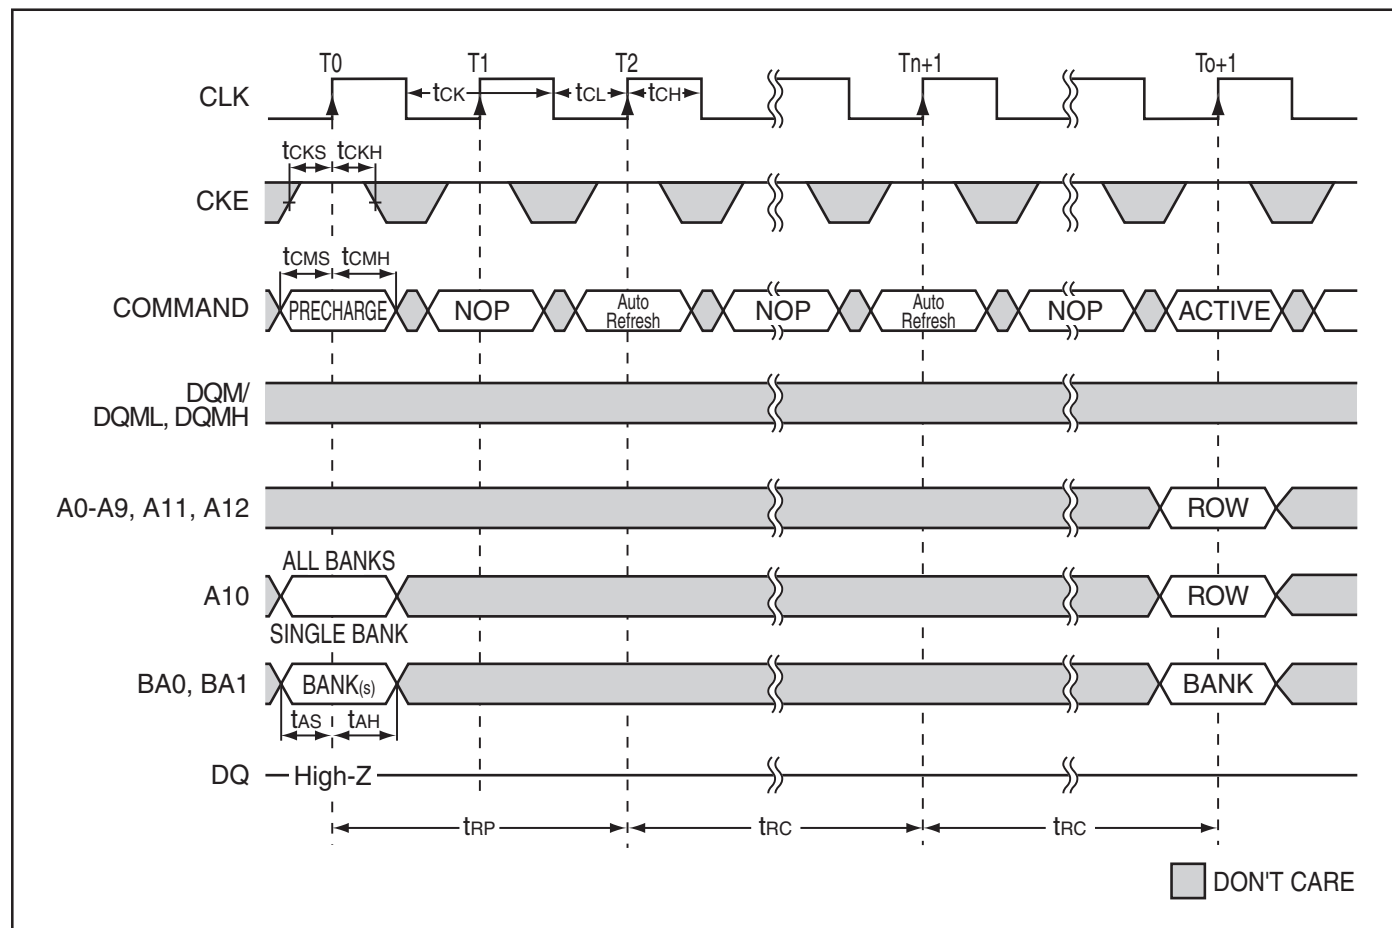 T0 T1 T2 Tn+1 To+1
CLK tCK tCL tCH
tCKS tCKH
CKE
tCMS tCMH
COMMAND PRECHARGE NOP Auto Refresh NOP Auto Refresh NOP ACTIVE
DQM/
DQML, DQMH
A0-A9, A11, A12 ROW
ALL BANKS
A10 ROW
SINGLE BANK
BA0, BA1 BANK(s) BANK
tAS tAH
DQ High-Z
tRP tRC tRC
DON'T CARE